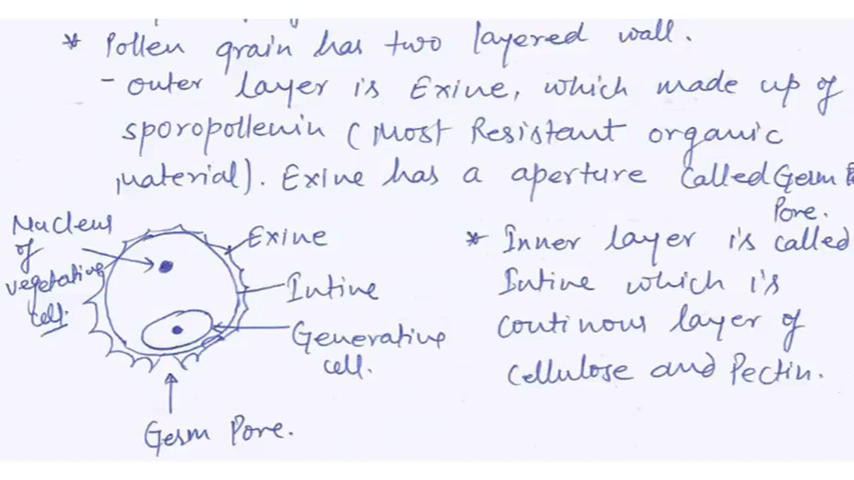 * Pollen grain has two layered wall.
- outer layer is Exine, which made up of
sporopollenin (Most Resistant organic
Material). Exine has a aperture called Germ
Pore.
Nucleus
of
vegetative
cell.
Exine
Intine
Generative
cell.
Germ Pore.
* Inner layer is called
Intine which is
continous layer of
cellulose and Pectin.